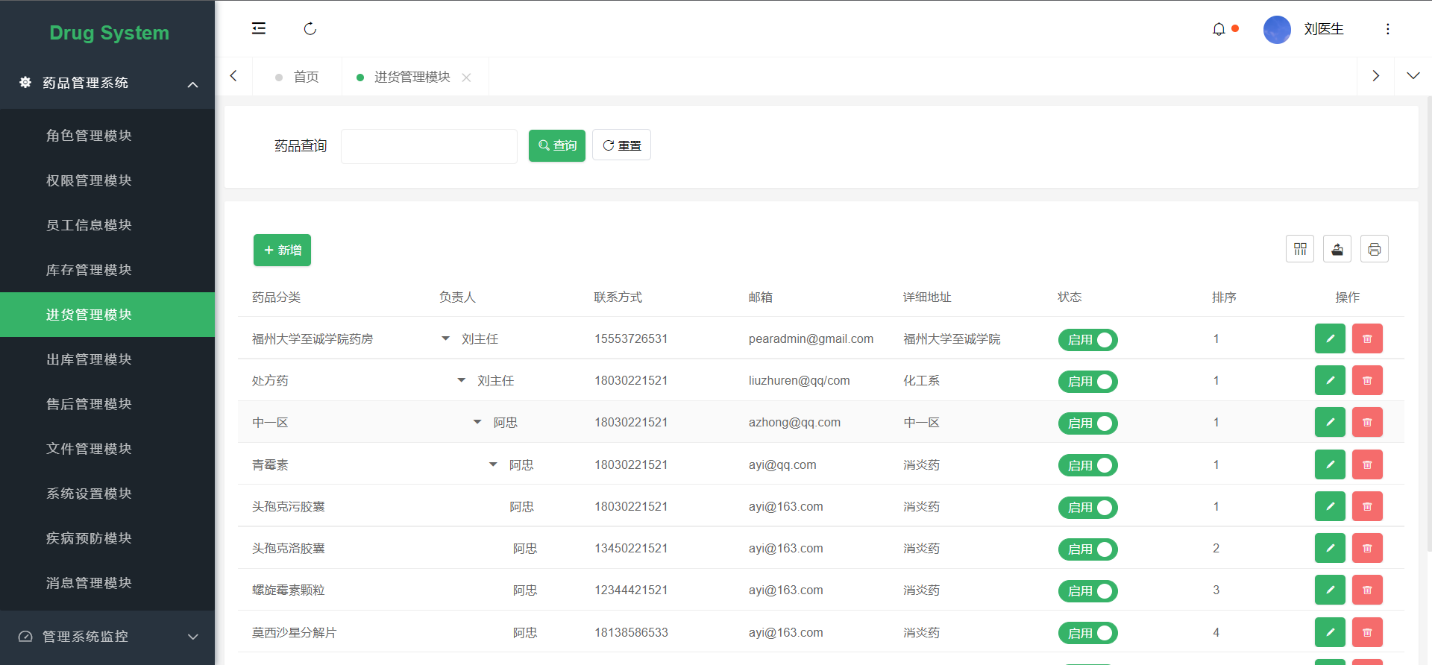 Drug System
刘医生
药品管理系统
首页
进货管理模块
角色管理模块
权限管理模块
员工信息模块
库存管理模块
进货管理模块
出库管理模块
售后管理模块
文件管理模块
系统设置模块
疾病预防模块
消息管理模块
管理系统监控
药品查询 查询 重置
新增
药品分类 负责人 联系方式 邮箱 详细地址 状态 排序 操作
福州大学至诚学院药房 刘主任 15553726531 pearadmin@gmail.com 福州大学至诚学院 启用 1
处方药 刘主任 18030221521 liuzhuren@qq/com 化工系 启用 1
中一区 阿忠 18030221521 azhong@qq.com 中一区 启用 1
青霉素 阿忠 18030221521 ayi@qq.com 消炎药 启用 1
头孢克污胶囊 阿忠 18030221521 ayi@163.com 消炎药 启用 1
头孢克洛胶囊 阿忠 13450221521 ayi@163.com 消炎药 启用 2
螺旋霉素颗粒 阿忠 12344421521 ayi@163.com 消炎药 启用 3
莫西沙星分解片 阿忠 18138586533 ayi@163.com 消炎药 启用 4